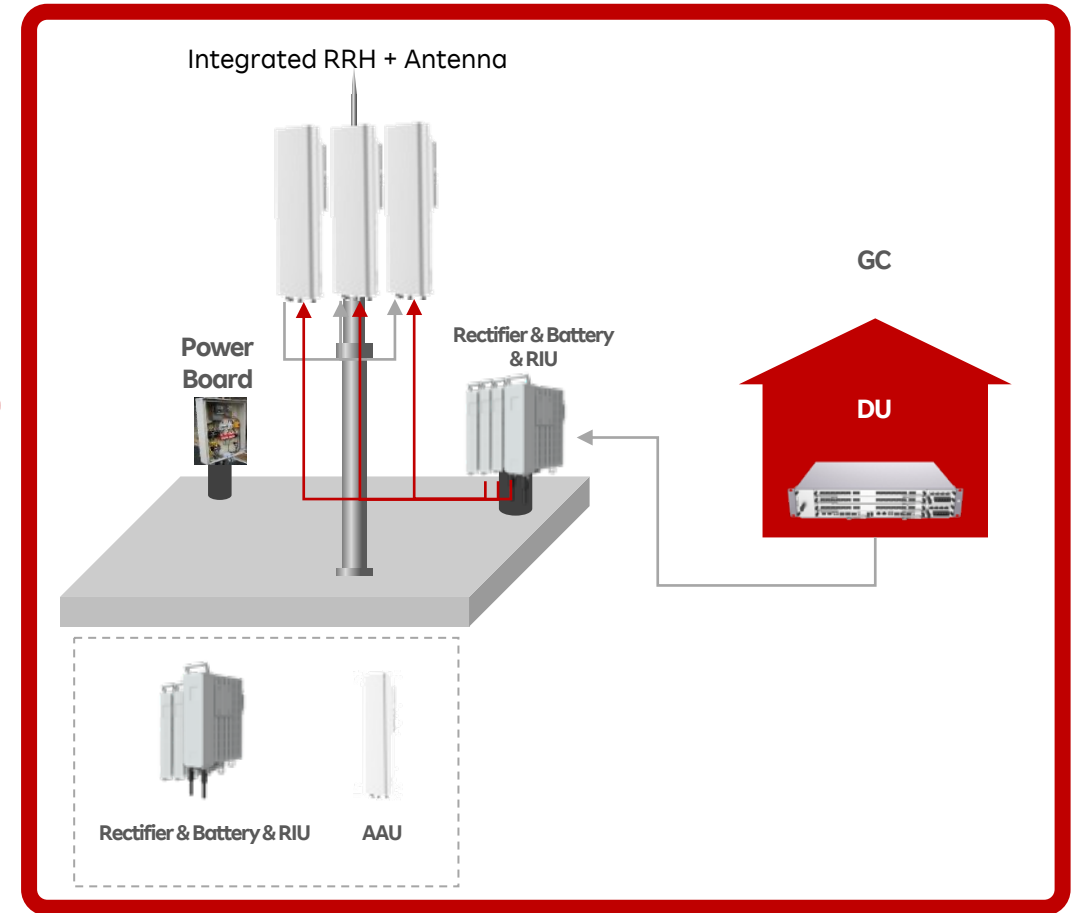 Integrated RRH + Antenna
GC
Rectifier & Battery
& RIU
Power
Board
DU
Rectifier & Battery & RIU
AAU